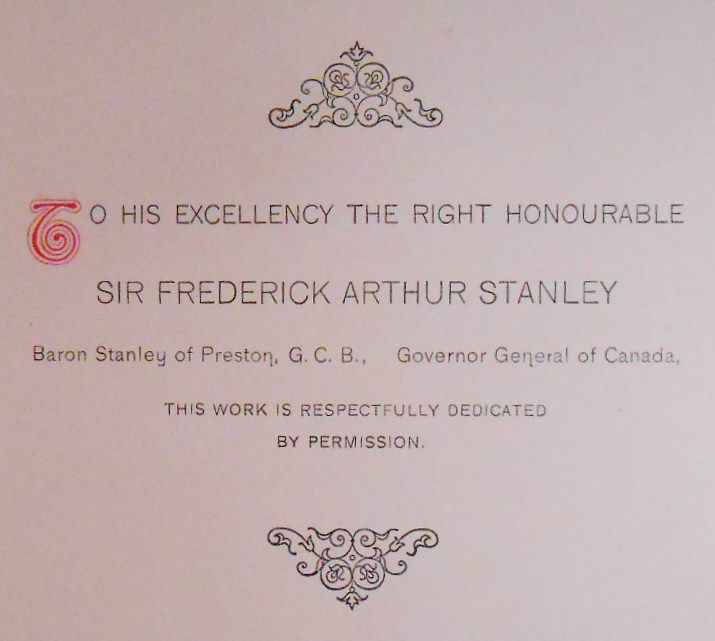 TO HIS EXCELLENCY THE RIGHT HONOURABLE
SIR FREDERICK ARTHUR STANLEY
Baron Stanley of Preston, G. C. B., Governor General of Canada,
THIS WORK IS RESPECTFULLY DEDICATED
BY PERMISSION.